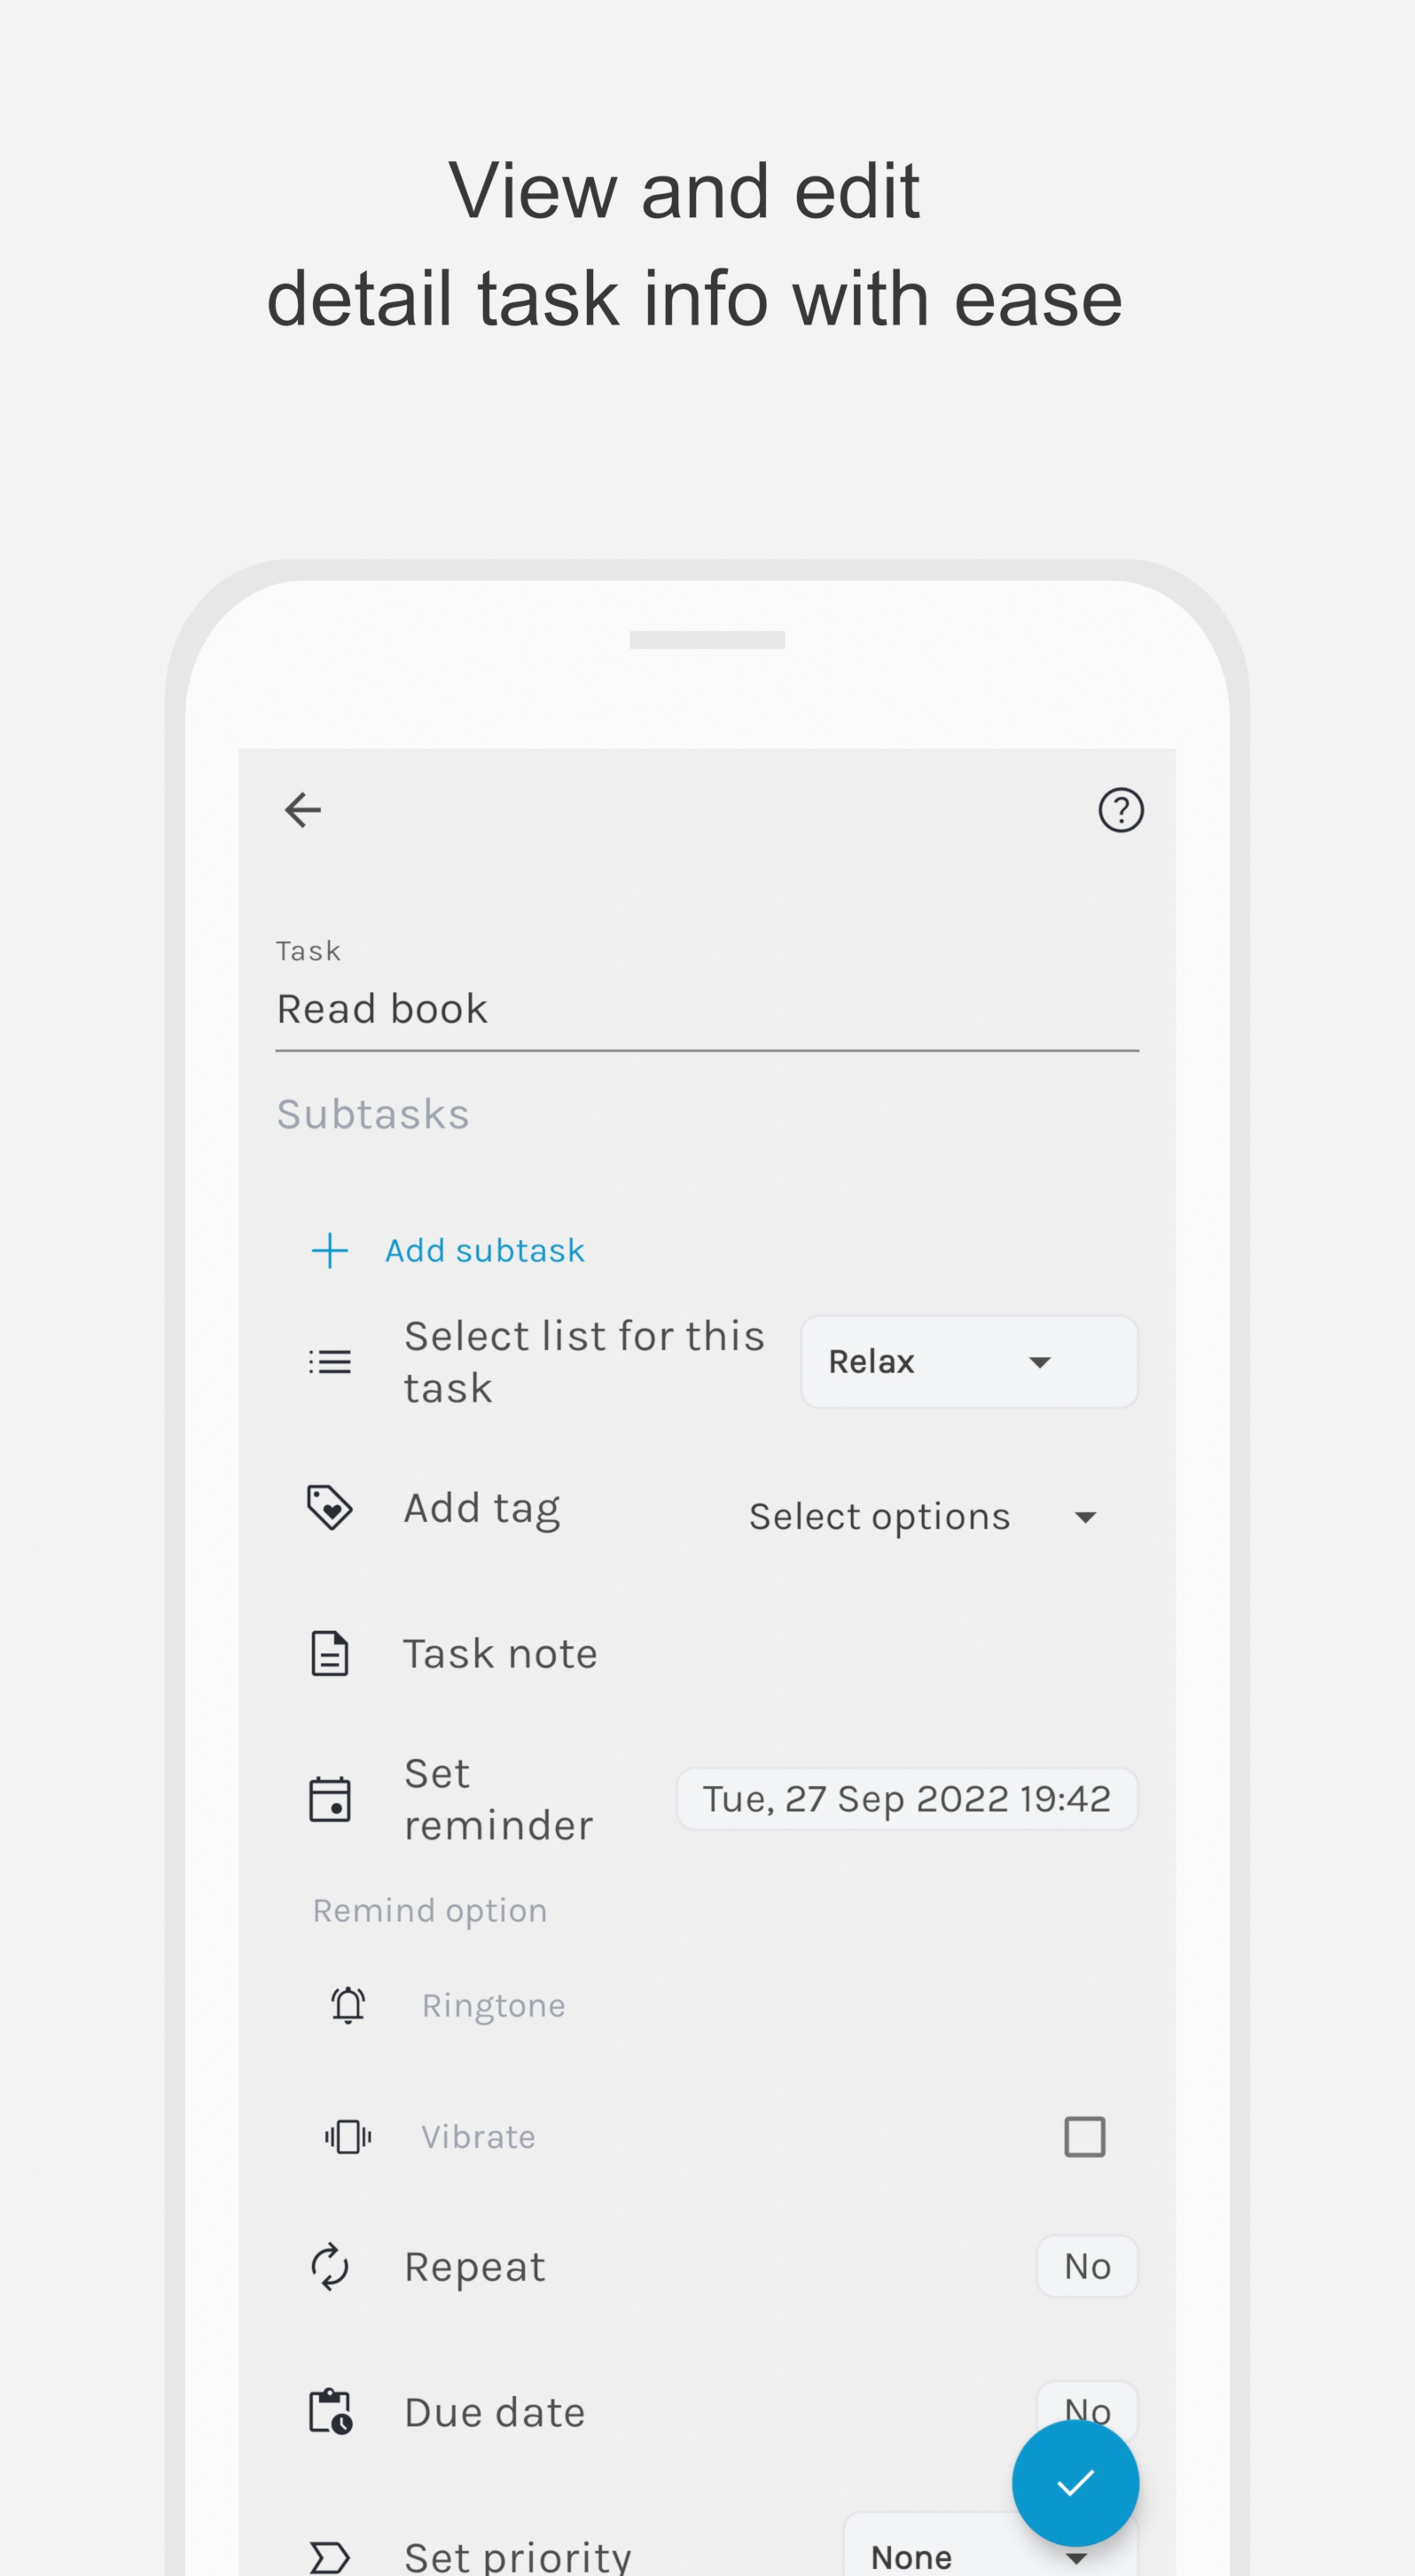 View and edit
detail task info with ease
Task
Read book
Subtasks
Add subtask
Select list for this
task
Relax
Add tag
Select options
Task note
Set
reminder
Tue, 27 Sep 2022 19:42
Remind option
Ringtone
Vibrate
Repeat
No
Due date
No
Set priority
None